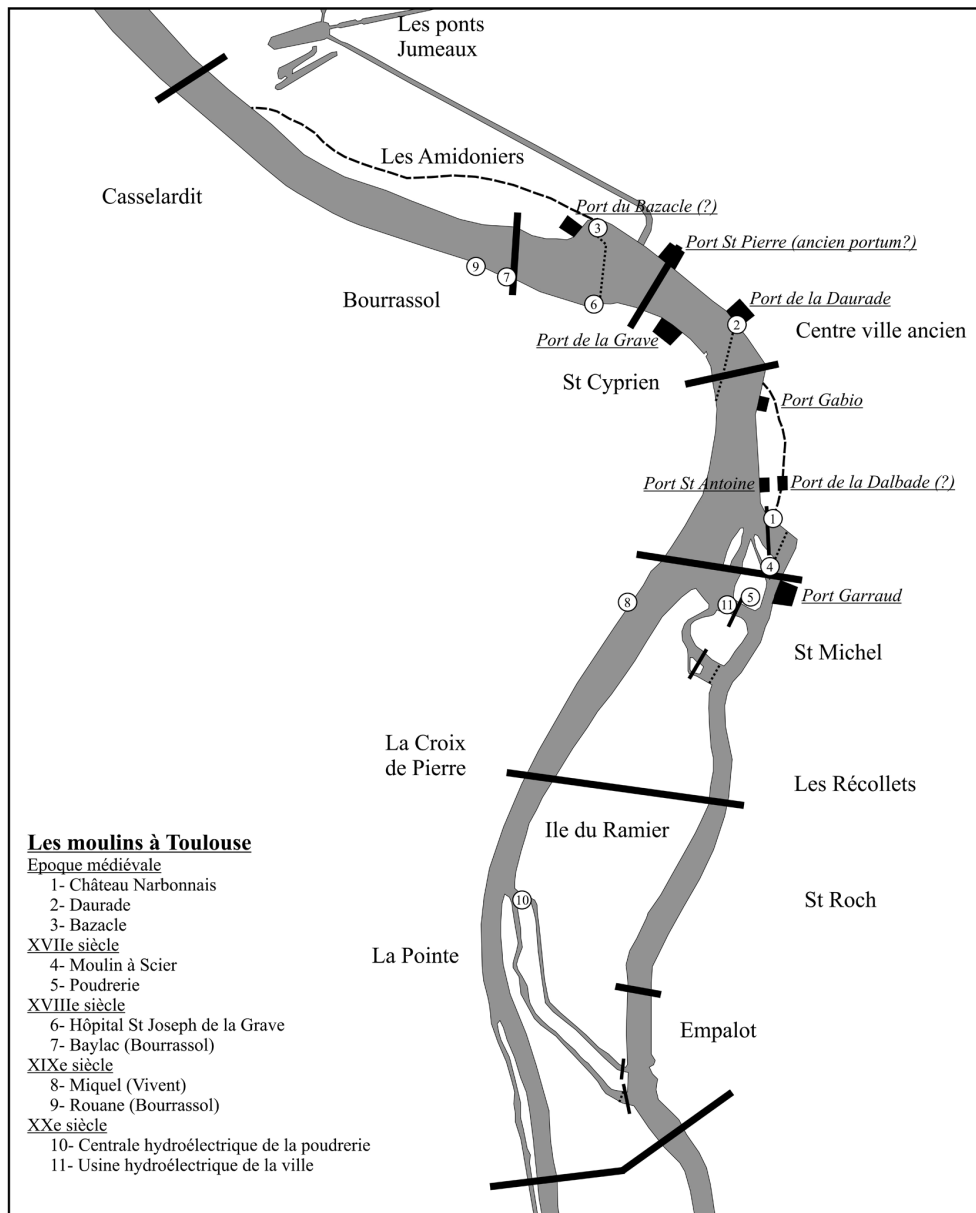 Les ponts
Jumeaux
Les Amidoniers
Casselardit
Port du Bazacle (?)
3
Port St Pierre (ancien portum?)
9
7
Bourrassol
6
Port de la Daurade
2
Centre ville ancien
Port de la Grave
St Cyprien
Port Gabio
Port St Antoine
Port de la Dalbade (?)
1
4
8
11
5
Port Garraud
St Michel
La Croix
de Pierre
Les Récollets
Ile du Ramier
10
St Roch
La Pointe
Empalot
Les moulins à Toulouse
Epoque médiévale
1- Château Narbonnais
2- Daurade
3- Bazacle
XVIIe siècle
4- Moulin à Scier
5- Poudrerie
XVIIIe siècle
6- Hôpital St Joseph de la Grave
7- Baylac (Bourrassol)
XIXe siècle
8- Miquel (Vivent)
9- Rouane (Bourrassol)
XXe siècle
10- Centrale hydroélectrique de la poudrerie
11- Usine hydroélectrique de la ville